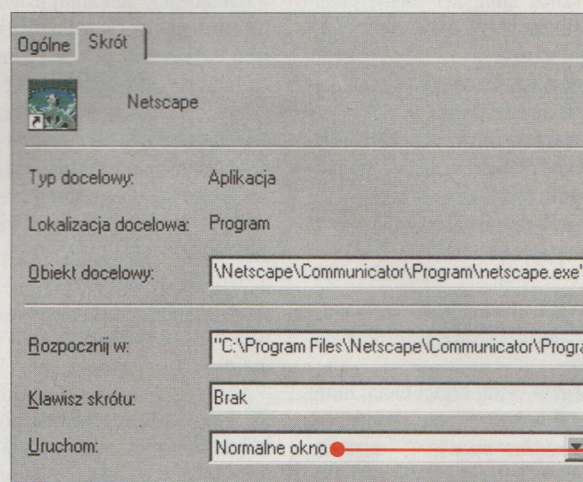 Ogólne Skrót
Netscape
Typ docelowy: Aplikacja
Lokalizacja docelowa: Program
Obiekt docelowy: \Netscape\Communicator\Program\netscape.exe"
Rozpocznij w: "C:\Program Files\Netscape\Communicator\Progra
Klawisz skrótu: Brak
Uruchom: Normalne okno